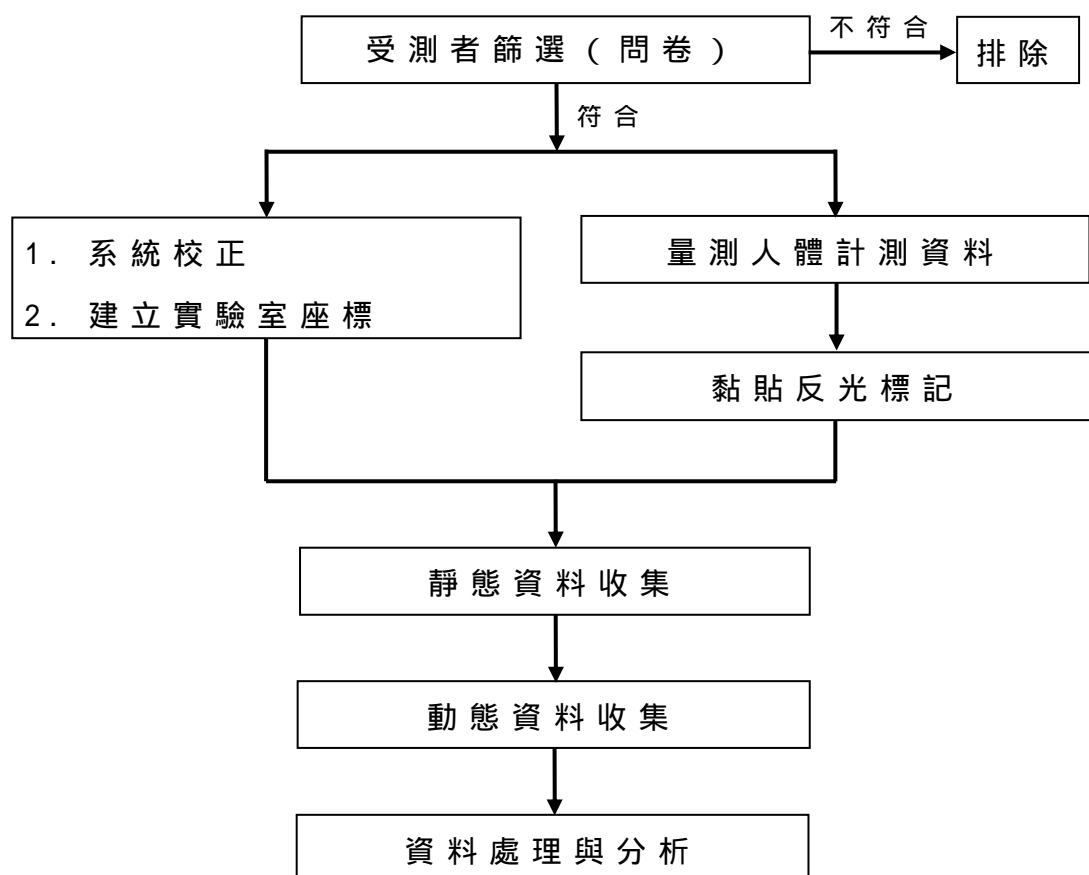 受測者篩選(問卷)
不符合
排除
符合
1. 系統校正
2. 建立實驗室座標
量測人體計測資料
黏貼反光標記
靜態資料收集
動態資料收集
資料處理與分析